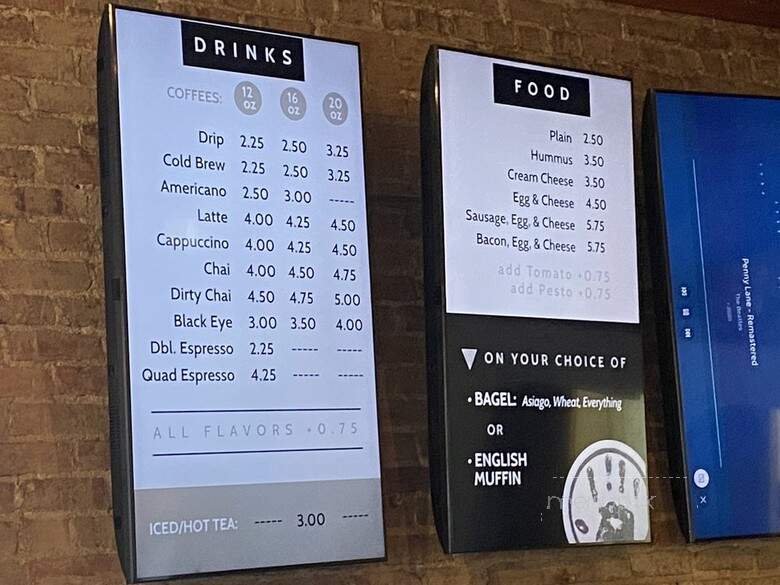 DRINKS
COFFEES: 12 oz 16 oz 20 oz
Drip 2.25 2.50 3.25
Cold Brew 2.25 2.50 3.25
Americano 2.50 3.00 -----
Latte 4.00 4.25 4.50
Cappuccino 4.00 4.25 4.50
Chai 4.00 4.50 4.75
Dirty Chai 4.50 4.75 5.00
Black Eye 3.00 3.50 4.00
Dbl. Espresso 2.25 ----- -----
Quad Espresso 4.25 ----- -----
ALL FLAVORS +0.75
ICED/HOT TEA: ----- 3.00 -----
FOOD
Plain 2.50
Hummus 3.50
Cream Cheese 3.50
Egg & Cheese 4.50
Sausage, Egg, & Cheese 5.75
Bacon, Egg, & Cheese 5.75
add Tomato +0.75
add Pesto +0.75
ON YOUR CHOICE OF
• BAGEL: Asiago, Wheat, Everything
OR
• ENGLISH
MUFFIN
Penny Lane - Remastered
The Beatles